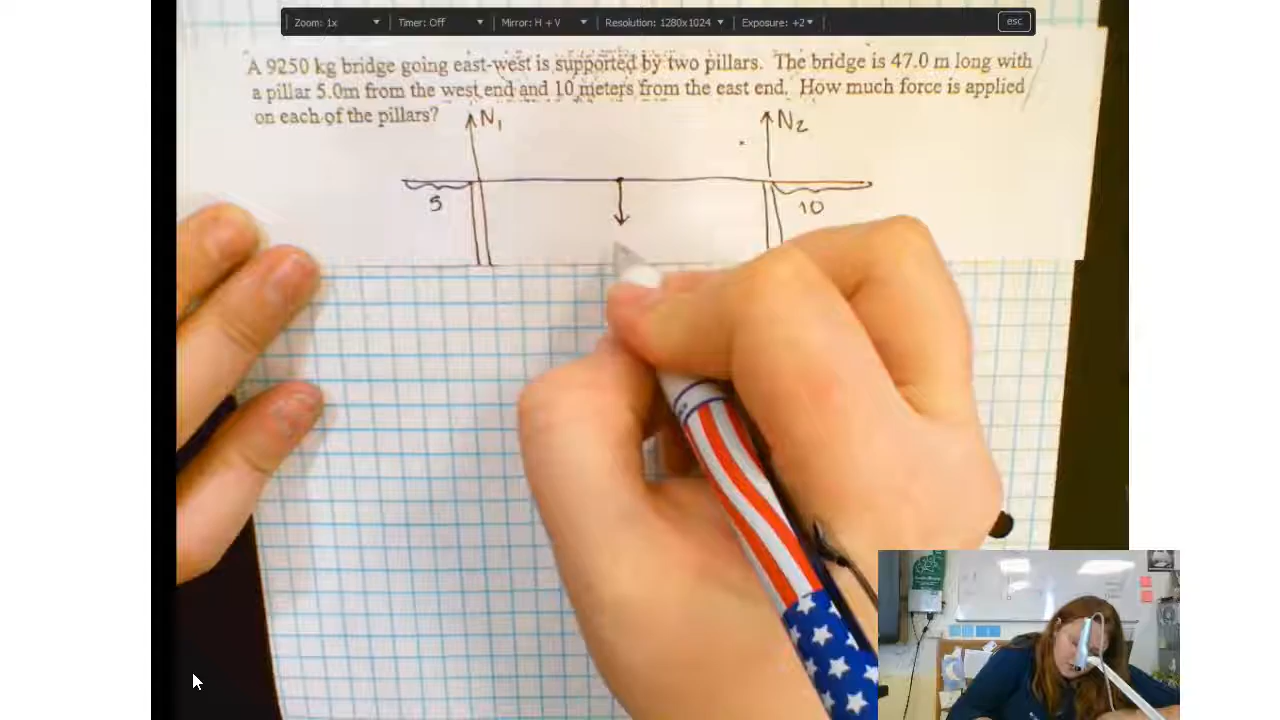 Zoom: 1x Timer: Off Mirror: H + V Resolution: 1280x1024 Exposure: +2 esc
A 9250 kg bridge going east-west is supported by two pillars. The bridge is 47.0 m long with
a pillar 5.0m from the west end and 10 meters from the east end. How much force is applied
on each of the pillars?
N₁ N₂
5 10